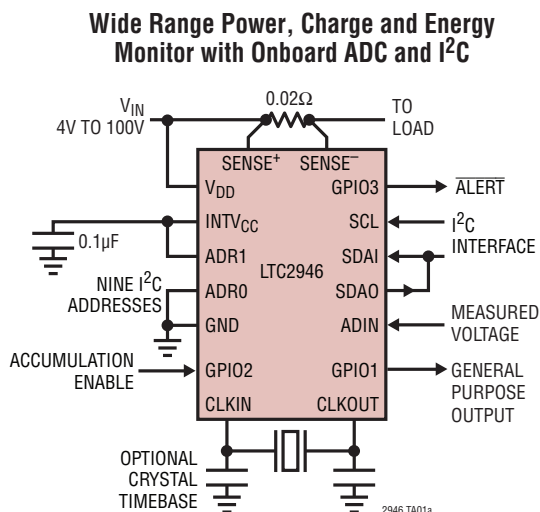 Wide Range Power, Charge and Energy
Monitor with Onboard ADC and I²C
V_IN
4V TO 100V
0.02Ω
TO
LOAD
SENSE⁺
SENSE⁻
V_DD
GPIO3
ALERT
INTV_CC
SCL
I²C
INTERFACE
0.1µF
ADR1
SDAI
LTC2946
NINE I²C
ADDRESSES
ADR0
SDAO
GND
ADIN
MEASURED
VOLTAGE
ACCUMULATION
ENABLE
GPIO2
GPIO1
GENERAL
PURPOSE
OUTPUT
CLKIN
CLKOUT
OPTIONAL
CRYSTAL
TIMEBASE
2946 TA01a